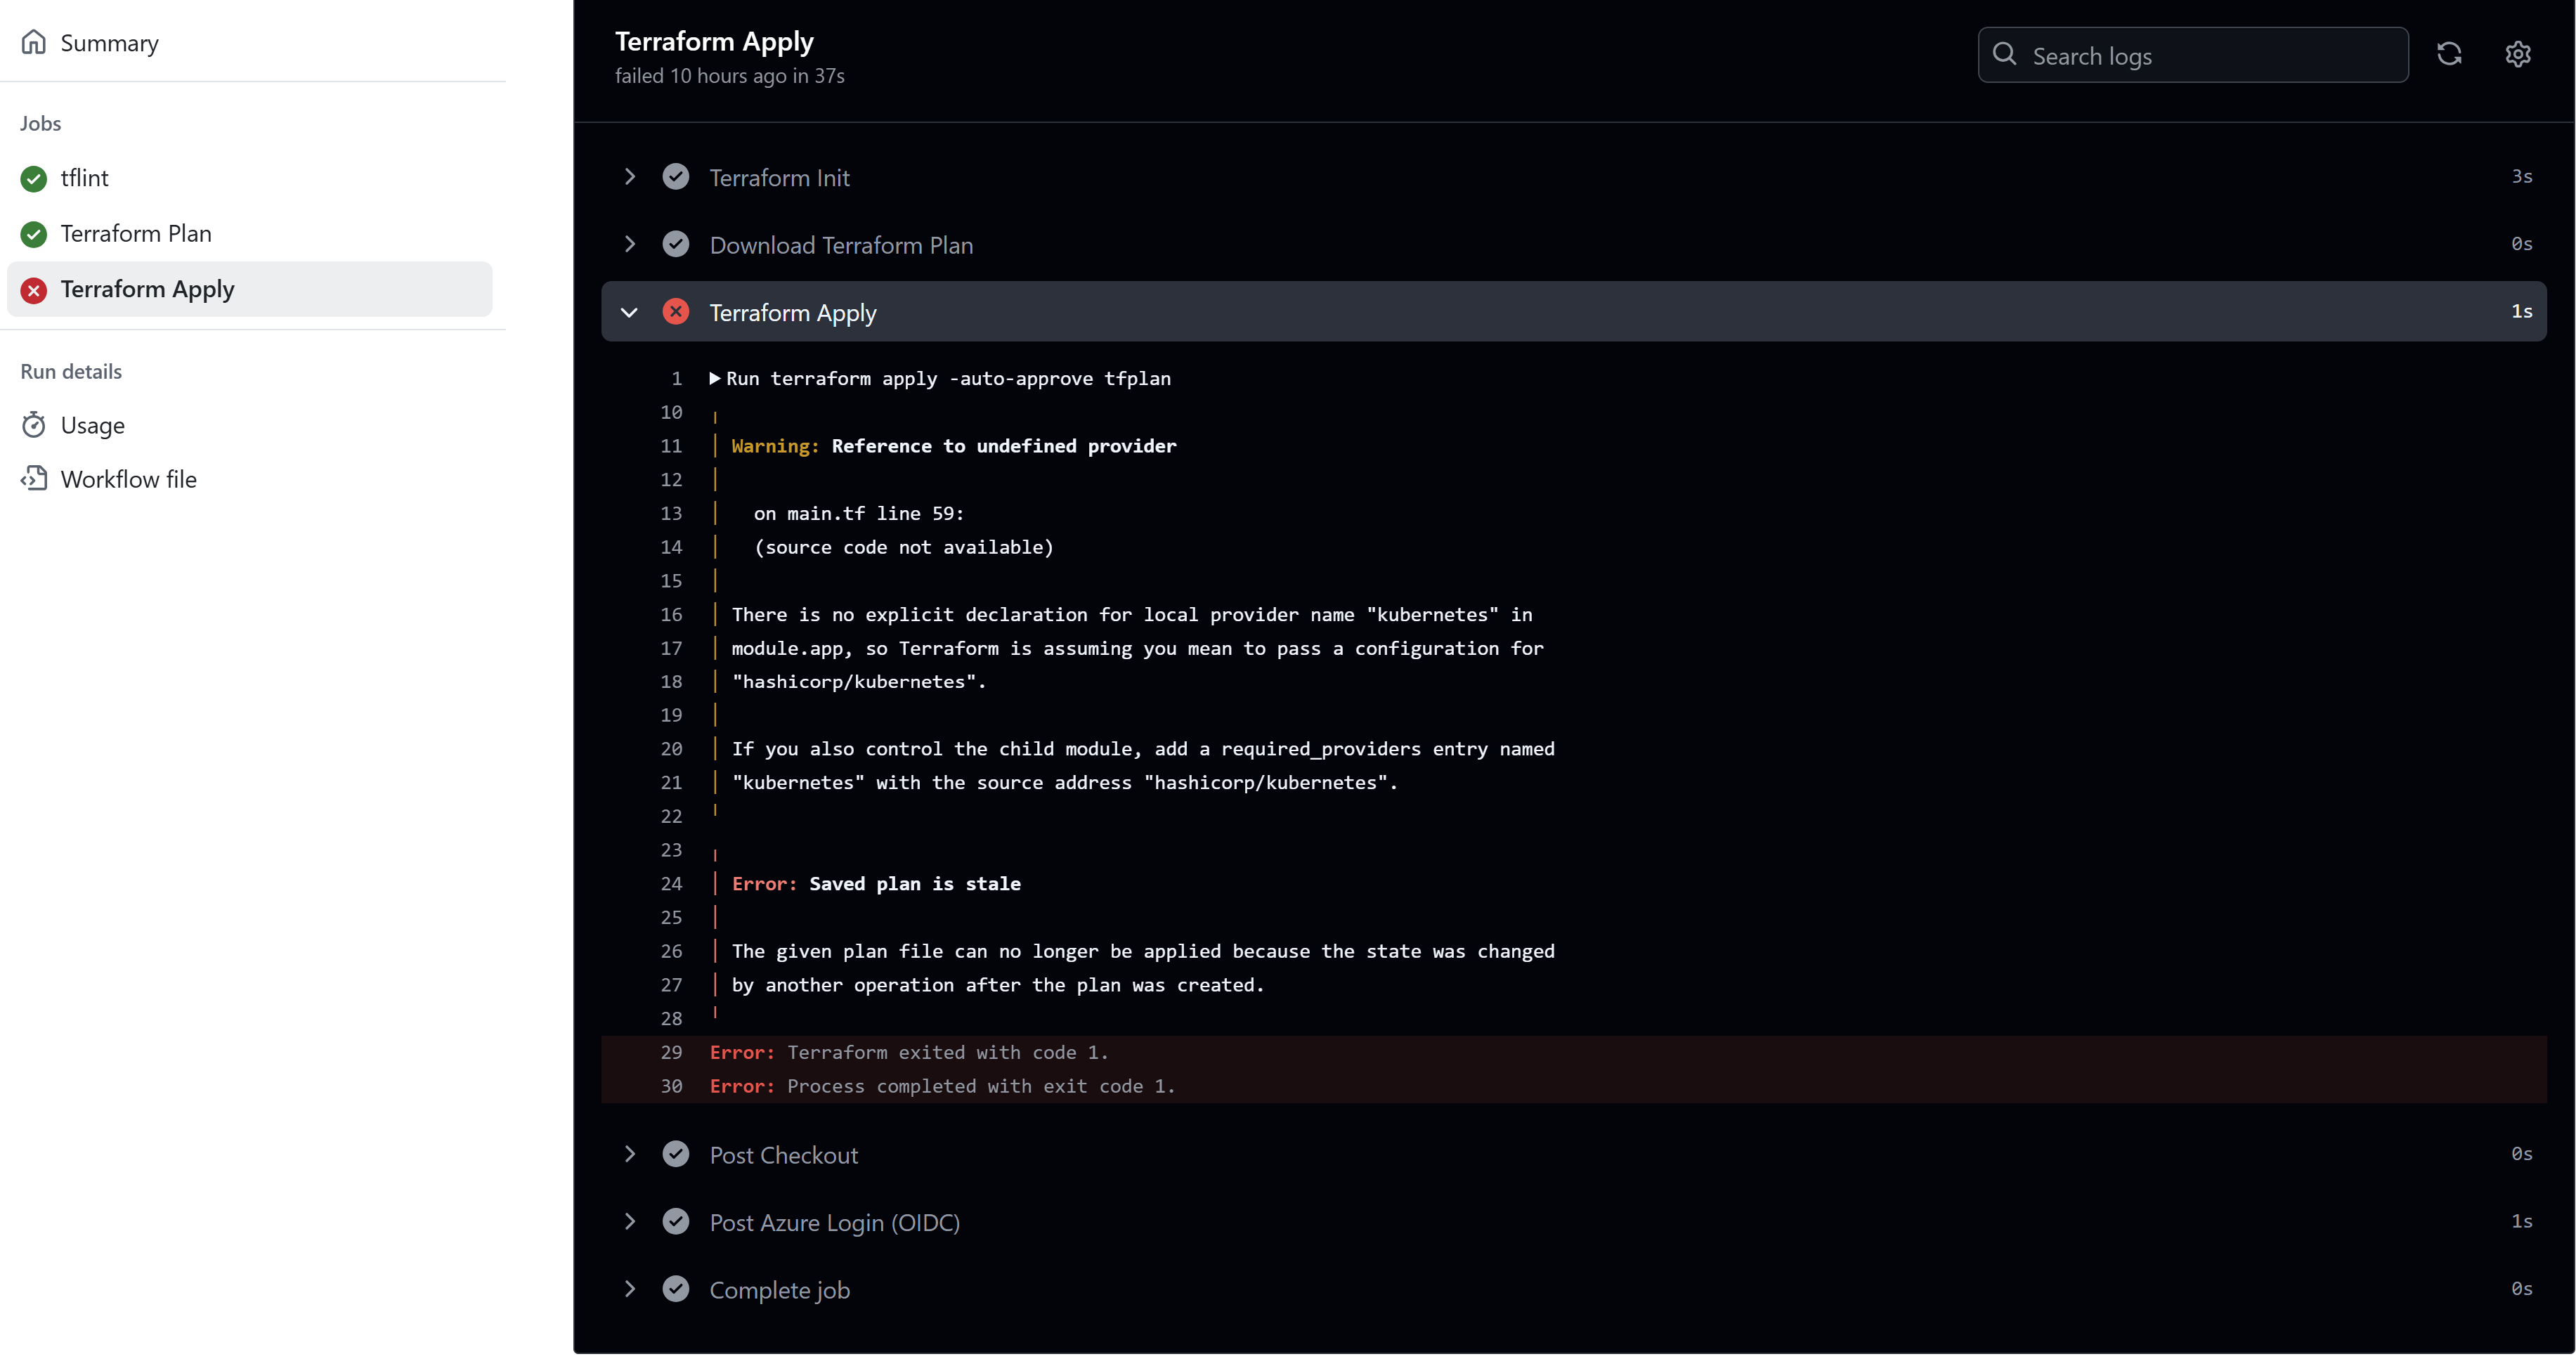 Summary
Jobs
tflint
Terraform Plan
Terraform Apply
Run details
Usage
Workflow file
Terraform Apply
failed 10 hours ago in 37s
Search logs
Terraform Init 3s
Download Terraform Plan 0s
Terraform Apply 1s
1 Run terraform apply -auto-approve tfplan
10
11 Warning: Reference to undefined provider
12
13 on main.tf line 59:
14 (source code not available)
15
16 There is no explicit declaration for local provider name "kubernetes" in
17 module.app, so Terraform is assuming you mean to pass a configuration for
18 "hashicorp/kubernetes".
19
20 If you also control the child module, add a required_providers entry named
21 "kubernetes" with the source address "hashicorp/kubernetes".
22
23
24 Error: Saved plan is stale
25
26 The given plan file can no longer be applied because the state was changed
27 by another operation after the plan was created.
28
29 Error: Terraform exited with code 1.
30 Error: Process completed with exit code 1.
Post Checkout 0s
Post Azure Login (OIDC) 1s
Complete job 0s